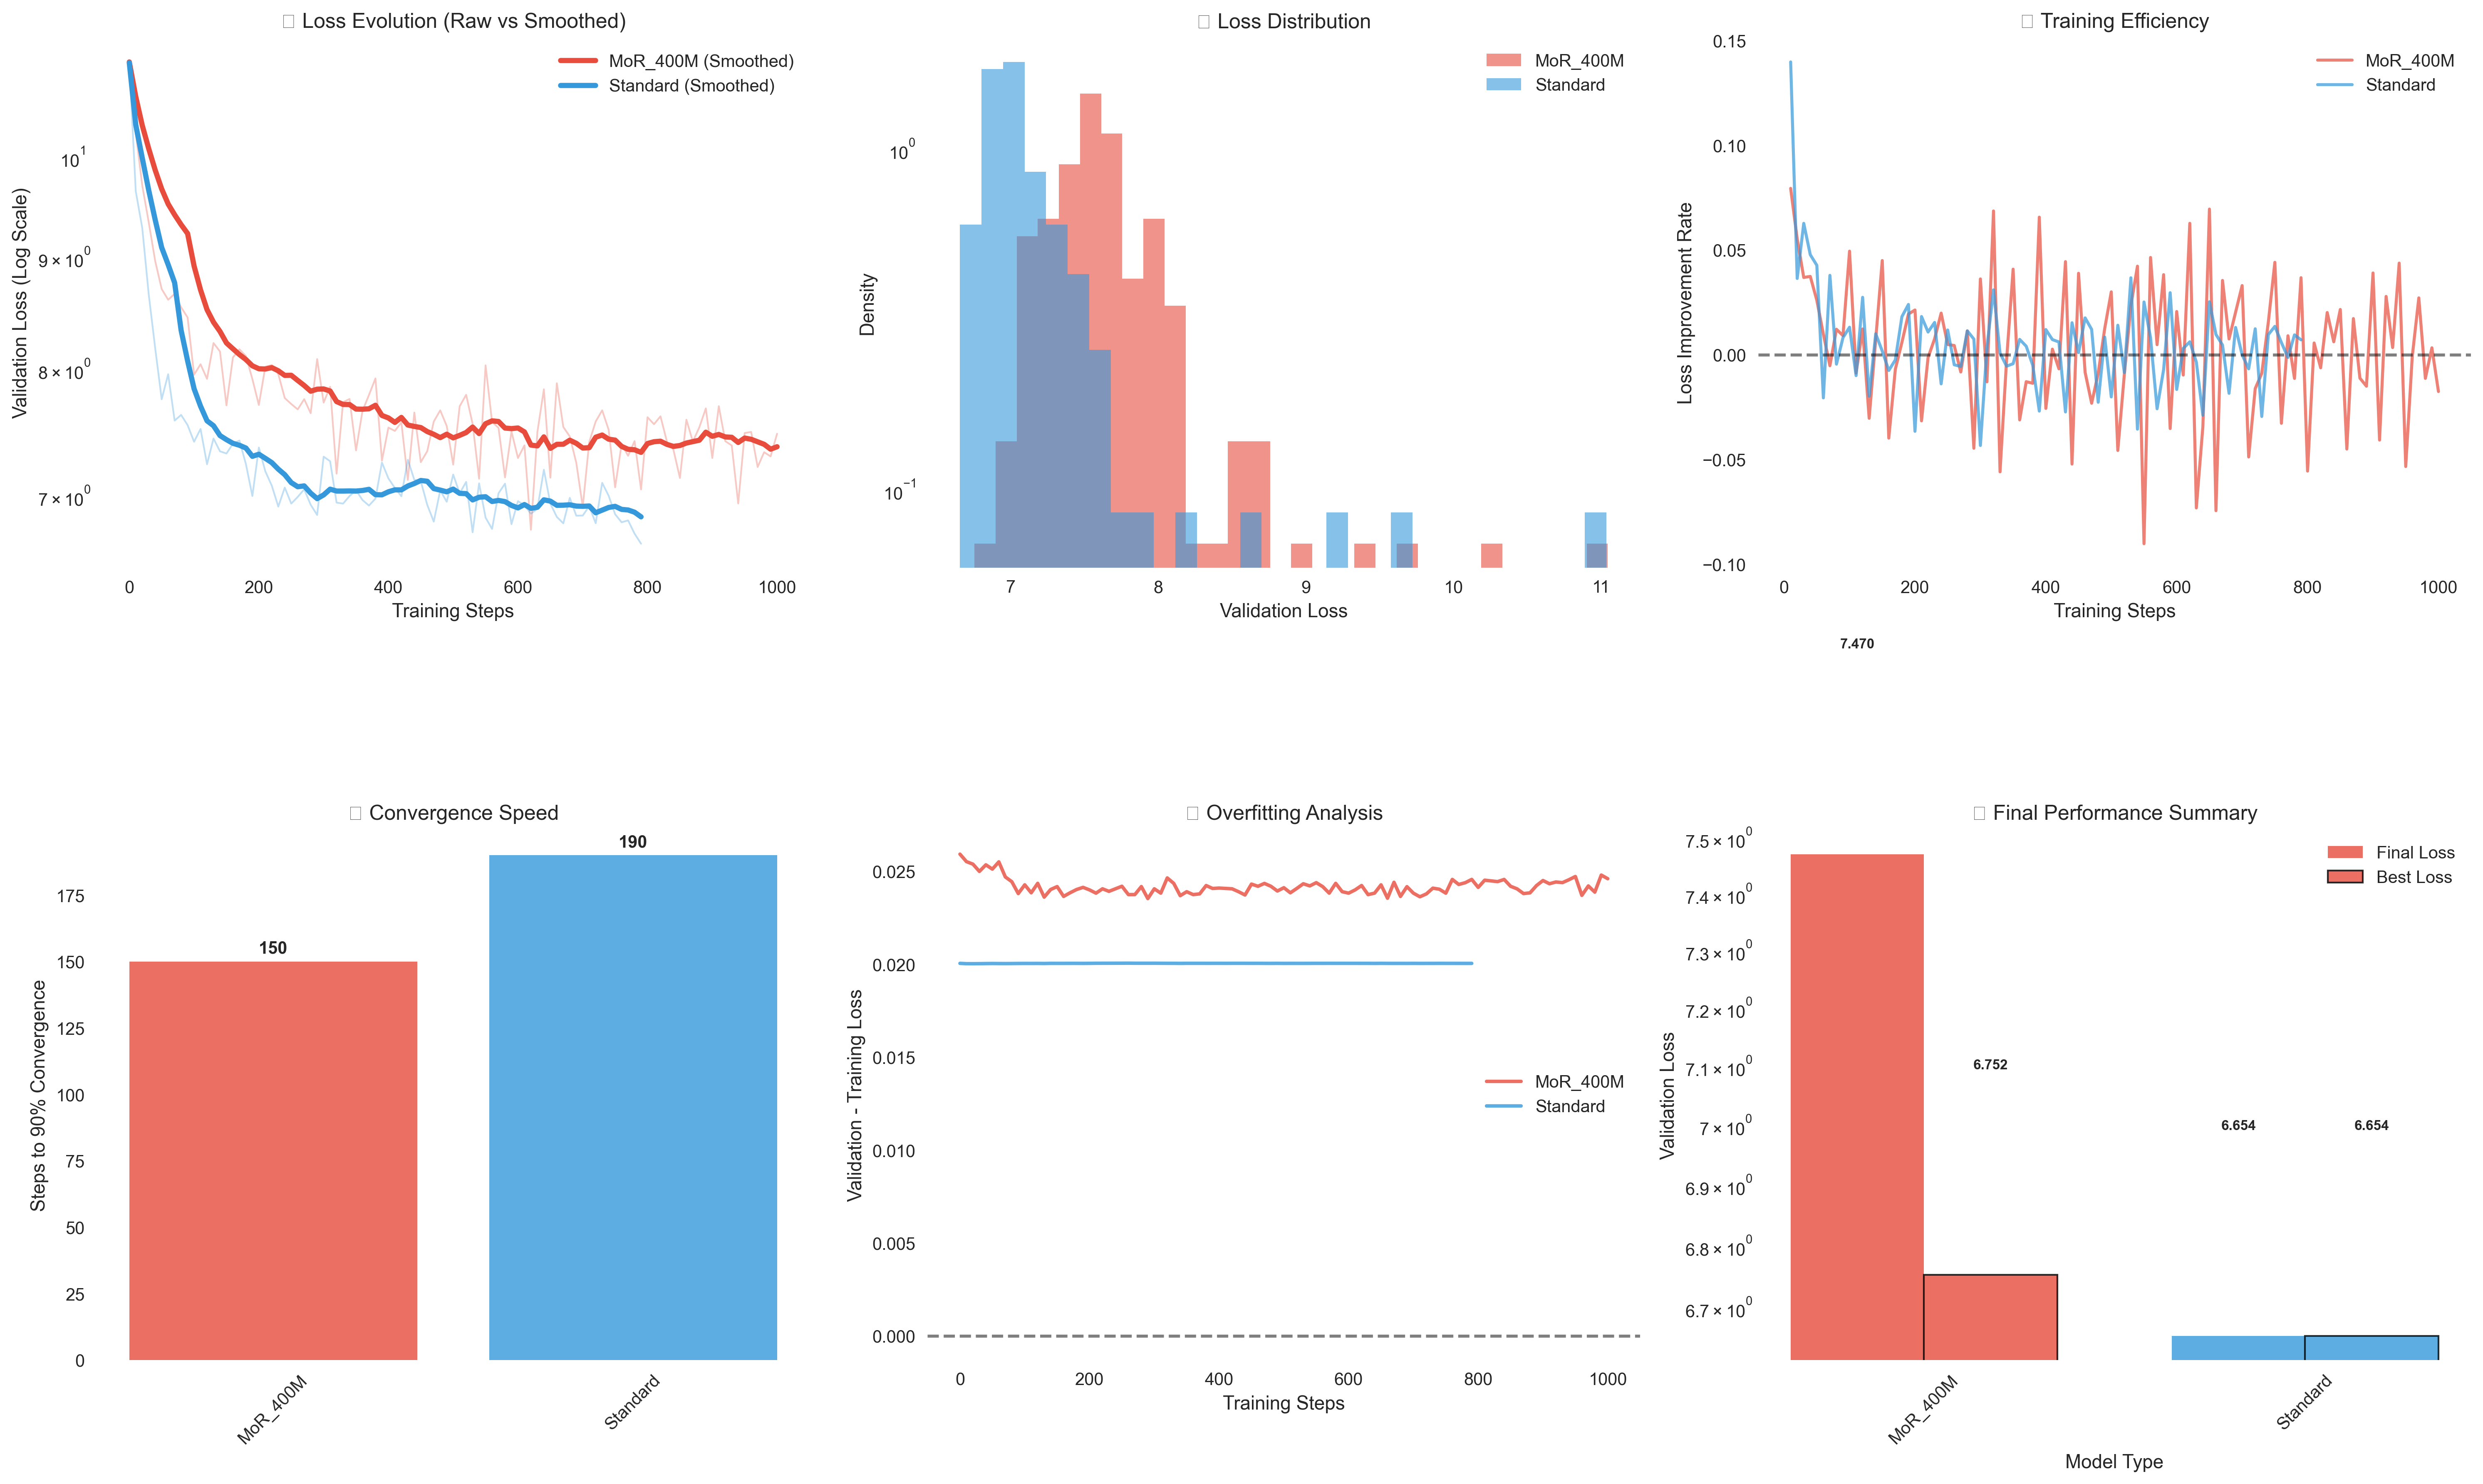 Loss Evolution (Raw vs Smoothed)
MoR_400M (Smoothed)
Standard (Smoothed)
Validation Loss (Log Scale)
10^1
9 × 10^0
8 × 10^0
7 × 10^0
0 200 400 600 800 1000
Training Steps
Loss Distribution
MoR_400M
Standard
Density
10^0
10^−1
7 8 9 10 11
Validation Loss
Training Efficiency
MoR_400M
Standard
Loss Improvement Rate
0.15
0.10
0.05
0.00
−0.05
−0.10
0 200 400 600 800 1000
Training Steps
7.470
Convergence Speed
Steps to 90% Convergence
190
150
175
150
125
100
75
50
25
0
MoR_400M
Standard
Overfitting Analysis
Validation - Training Loss
0.025
0.020
0.015
0.010
0.005
0.000
MoR_400M
Standard
0 200 400 600 800 1000
Training Steps
Final Performance Summary
Final Loss
Best Loss
Validation Loss
7.5 × 10^0
7.4 × 10^0
7.3 × 10^0
7.2 × 10^0
7.1 × 10^0
7 × 10^0
6.9 × 10^0
6.8 × 10^0
6.7 × 10^0
6.752
6.654 6.654
MoR_400M
Standard
Model Type